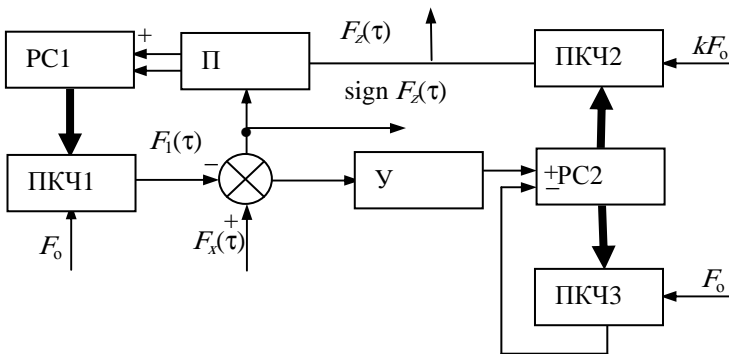 F_z(τ)
+
РС1
П
ПКЧ2
kF_o
sign F_z(τ)
F_1(τ)
−
ПКЧ1
У
+
−
РС2
+
F_o
F_x(τ)
ПКЧ3
F_o